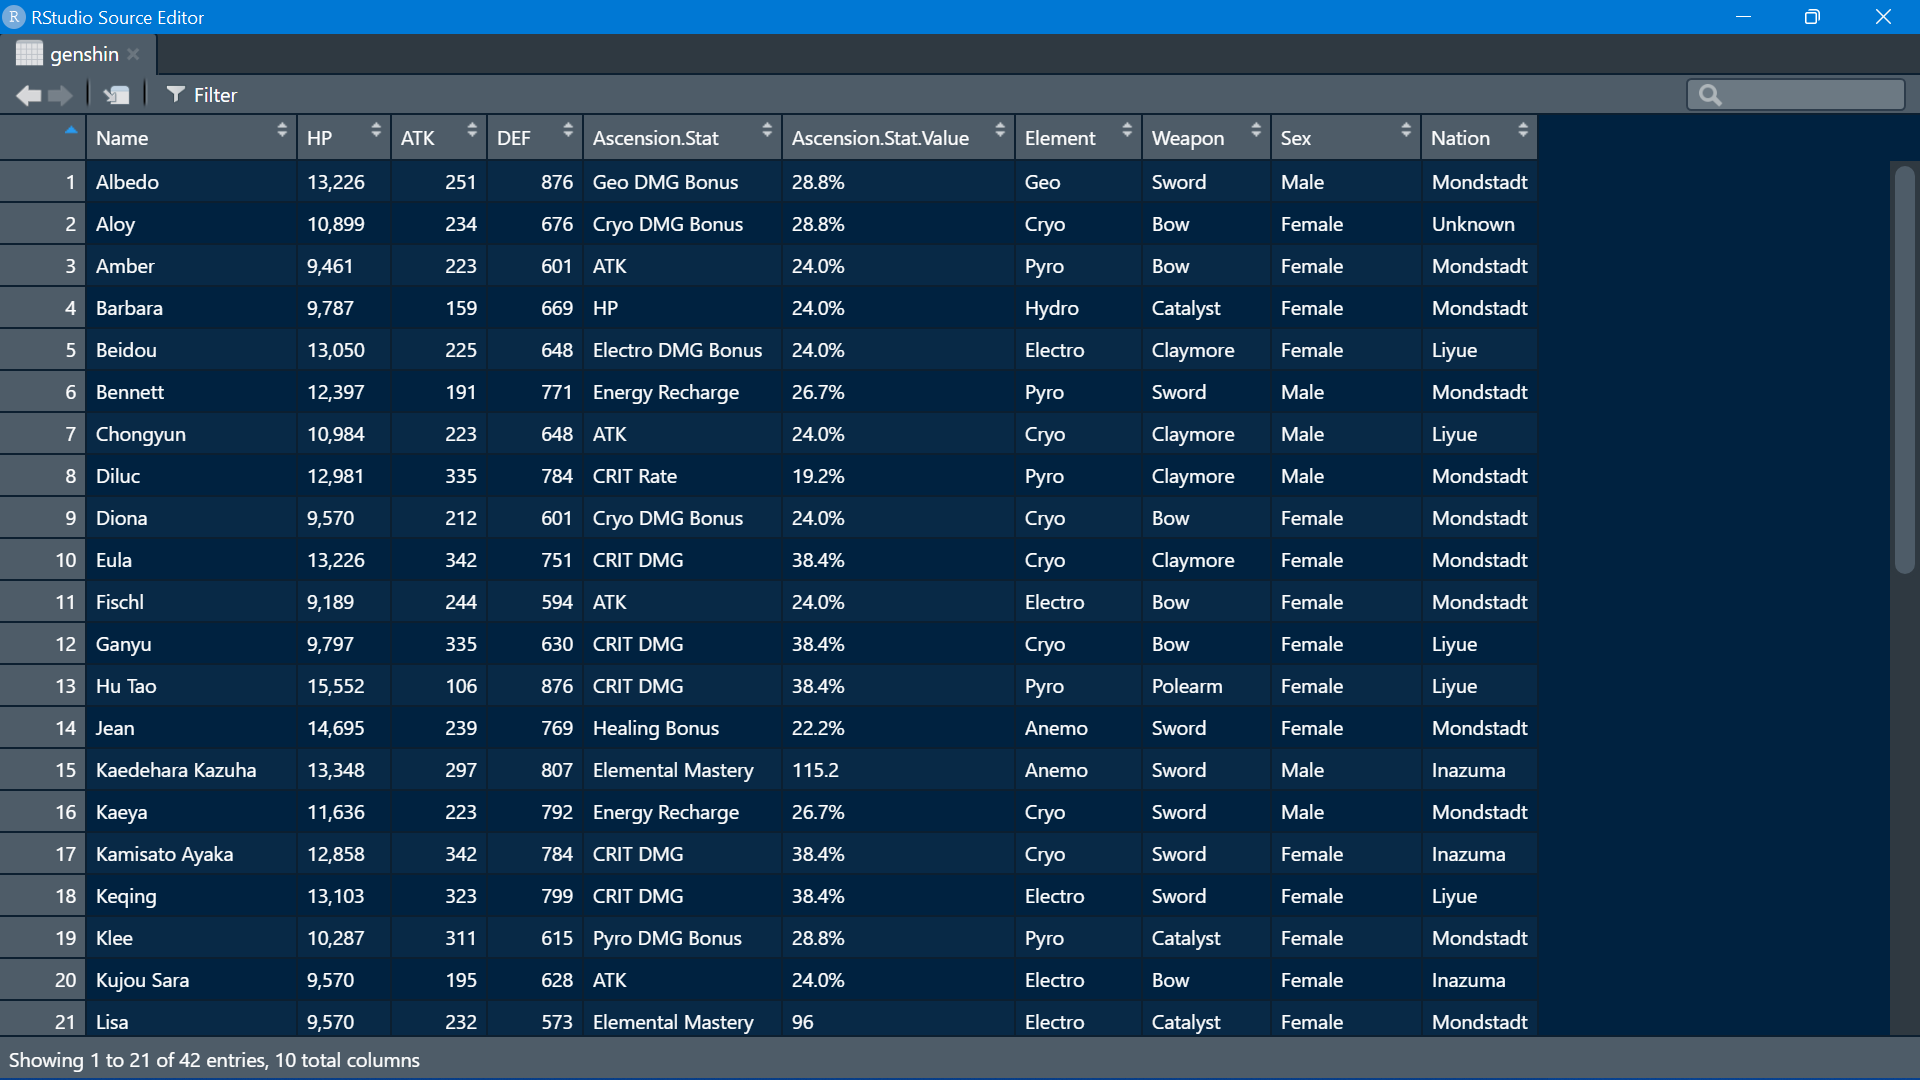 R RStudio Source Editor
genshin
Filter
Name HP ATK DEF Ascension.Stat Ascension.Stat.Value Element Weapon Sex Nation
1 Albedo 13,226 251 876 Geo DMG Bonus 28.8% Geo Sword Male Mondstadt
2 Aloy 10,899 234 676 Cryo DMG Bonus 28.8% Cryo Bow Female Unknown
3 Amber 9,461 223 601 ATK 24.0% Pyro Bow Female Mondstadt
4 Barbara 9,787 159 669 HP 24.0% Hydro Catalyst Female Mondstadt
5 Beidou 13,050 225 648 Electro DMG Bonus 24.0% Electro Claymore Female Liyue
6 Bennett 12,397 191 771 Energy Recharge 26.7% Pyro Sword Male Mondstadt
7 Chongyun 10,984 223 648 ATK 24.0% Cryo Claymore Male Liyue
8 Diluc 12,981 335 784 CRIT Rate 19.2% Pyro Claymore Male Mondstadt
9 Diona 9,570 212 601 Cryo DMG Bonus 24.0% Cryo Bow Female Mondstadt
10 Eula 13,226 342 751 CRIT DMG 38.4% Cryo Claymore Female Mondstadt
11 Fischl 9,189 244 594 ATK 24.0% Electro Bow Female Mondstadt
12 Ganyu 9,797 335 630 CRIT DMG 38.4% Cryo Bow Female Liyue
13 Hu Tao 15,552 106 876 CRIT DMG 38.4% Pyro Polearm Female Liyue
14 Jean 14,695 239 769 Healing Bonus 22.2% Anemo Sword Female Mondstadt
15 Kaedehara Kazuha 13,348 297 807 Elemental Mastery 115.2 Anemo Sword Male Inazuma
16 Kaeya 11,636 223 792 Energy Recharge 26.7% Cryo Sword Male Mondstadt
17 Kamisato Ayaka 12,858 342 784 CRIT DMG 38.4% Cryo Sword Female Inazuma
18 Keqing 13,103 323 799 CRIT DMG 38.4% Electro Sword Female Liyue
19 Klee 10,287 311 615 Pyro DMG Bonus 28.8% Pyro Catalyst Female Mondstadt
20 Kujou Sara 9,570 195 628 ATK 24.0% Electro Bow Female Inazuma
21 Lisa 9,570 232 573 Elemental Mastery 96 Electro Catalyst Female Mondstadt
Showing 1 to 21 of 42 entries, 10 total columns